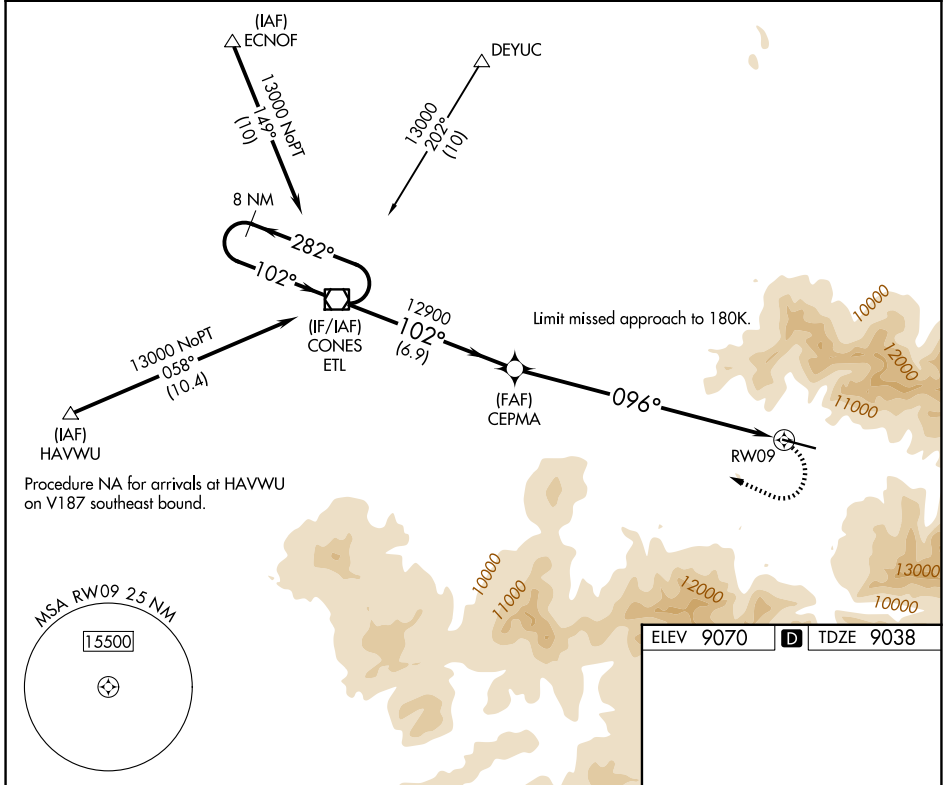 (IAF)
ECNOF
DEYUC
13000 NoPT
149°
(10)
13000
202°
(10)
8 NM
282°
102°
(IF/IAF)
CONES
ETL
12900
102°
(6.9)
Limit missed approach to 180K.
10000
12000
11000
13000 NoPT
058°
(10.4)
(FAF)
CEPMA
096°
RW09
(IAF)
HAVWU
Procedure NA for arrivals at HAVWU
on V187 southeast bound.
10000
11000
12000
13000
10000
MSA RW09 25 NM
15500
ELEV 9070 D TDZE 9038